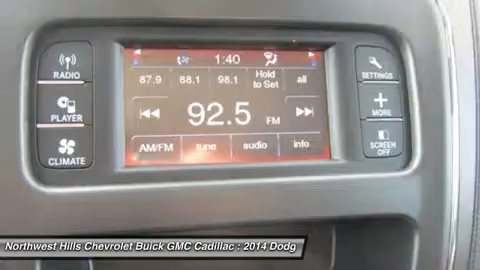 1:40
RADIO
87.9 88.1 98.1 Hold to Set all
SETTINGS
PLAYER
92.5 FM
MORE
AM/FM tune audio info
CLIMATE
SCREEN OFF
Northwest Hills Chevrolet Buick GMC Cadillac : 2014 Dodg